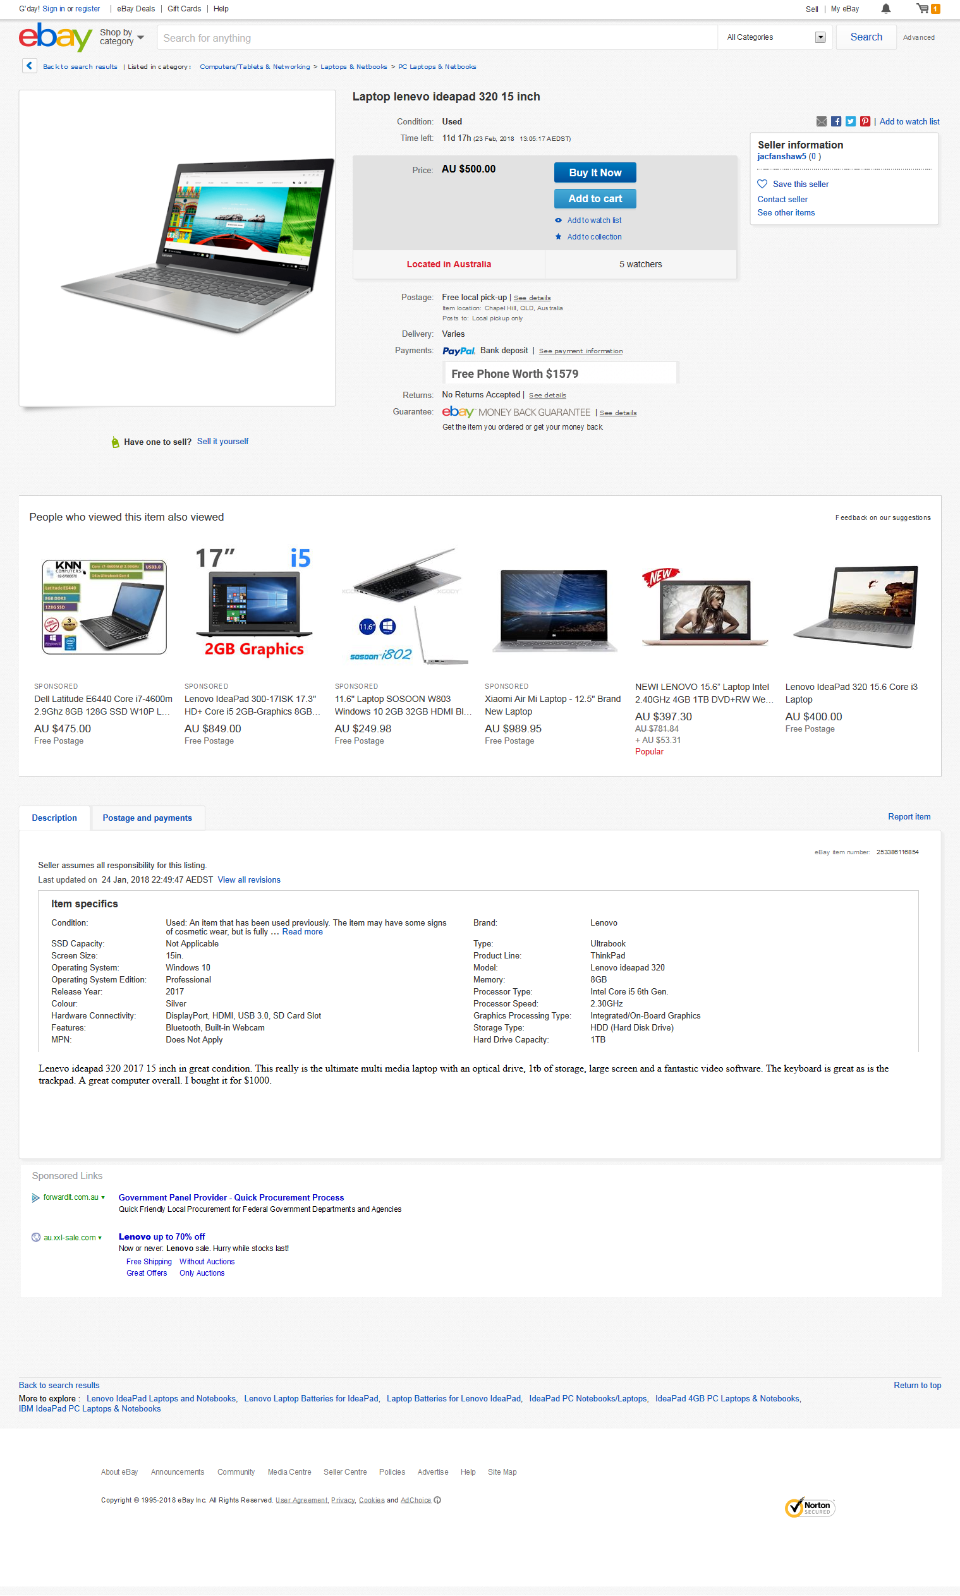 G'day! Sign in or register | eBay Deals | Gift Cards | Help
Sell | My eBay 1
ebay Shop by category Search for anything All Categories Search Advanced
Back to search results | Listed in category: Computers/Tablets & Networking > Laptops & Netbooks > PC Laptops & Netbooks
Laptop lenevo ideapad 320 15 inch
Condition: Used
Time left: 11d 17h (23 Feb, 2018 13:05:17 AEDST)
| Add to watch list
Price: AU $500.00
Buy It Now
Add to cart
Add to watch list
Add to collection
Located in Australia
5 watchers
Seller information
jacfanshaw5 (0 )
Save this seller
Contact seller
See other items
Postage: Free local pick-up | See details
Item location: Chapel Hill, QLD, Australia
Posts to: Local pickup only
Delivery: Varies
Payments: PayPal Bank deposit | See payment information
Free Phone Worth $1579
Returns: No Returns Accepted | See details
Guarantee: ebay MONEY BACK GUARANTEE | See details
Get the item you ordered or get your money back.
Have one to sell? Sell it yourself
People who viewed this item also viewed
Feedback on our suggestions
KNN
COMPUTERS
17" i5
2GB Graphics
11.6"
sosoon i802
NEW
SPONSORED
Dell Latitude E6440 Core i7-4600m
2.9Ghz 8GB 128G SSD W10P L...
AU $475.00
Free Postage
SPONSORED
Lenovo IdeaPad 300-17ISK 17.3"
HD+ Core i5 2GB-Graphics 8GB...
AU $849.00
Free Postage
SPONSORED
11.6" Laptop SOSOON W803
Windows 10 2GB 32GB HDMI Bl...
AU $249.98
Free Postage
SPONSORED
Xiaomi Air Mi Laptop - 12.5" Brand
New Laptop
AU $989.95
Free Postage
NEW! LENOVO 15.6" Laptop Intel
2.40GHz 4GB 1TB DVD+RW We...
AU $397.30
AU $781.84
+ AU $53.31
Popular
Lenovo IdeaPad 320 15.6 Core i3
Laptop
AU $400.00
Free Postage
Description Postage and payments Report item
eBay item number: 253386116854
Seller assumes all responsibility for this listing.
Last updated on 24 Jan, 2018 22:49:47 AEDST View all revisions
Item specifics
Condition: Used: An item that has been used previously. The item may have some signs
of cosmetic wear, but is fully ... Read more
Brand: Lenovo
SSD Capacity: Not Applicable Type: Ultrabook
Screen Size: 15in. Product Line: ThinkPad
Operating System: Windows 10 Model: Lenovo ideapad 320
Operating System Edition: Professional Memory: 8GB
Release Year: 2017 Processor Type: Intel Core i5 6th Gen.
Colour: Silver Processor Speed: 2.30GHz
Hardware Connectivity: DisplayPort, HDMI, USB 3.0, SD Card Slot Graphics Processing Type: Integrated/On-Board Graphics
Features: Bluetooth, Built-in Webcam Storage Type: HDD (Hard Disk Drive)
MPN: Does Not Apply Hard Drive Capacity: 1TB
Lenevo ideapad 320 2017 15 inch in great condition. This really is the ultimate multi media laptop with an optical drive, 1tb of storage, large screen and a fantastic video software. The keyboard is great as is the
trackpad. A great computer overall. I bought it for $1000.
Sponsored Links
forwardit.com.au Government Panel Provider - Quick Procurement Process
Quick Friendly Local Procurement for Federal Government Departments and Agencies
au.xxl-sale.com Lenovo up to 70% off
Now or never: Lenovo sale. Hurry while stocks last!
Free Shipping Without Auctions
Great Offers Only Auctions
Back to search results Return to top
More to explore : Lenovo IdeaPad Laptops and Notebooks, Lenovo Laptop Batteries for IdeaPad, Laptop Batteries for Lenovo IdeaPad, IdeaPad PC Notebooks/Laptops, IdeaPad 4GB PC Laptops & Notebooks,
IBM IdeaPad PC Laptops & Notebooks
About eBay Announcements Community Media Centre Seller Centre Policies Advertise Help Site Map
Copyright © 1995-2018 eBay Inc. All Rights Reserved. User Agreement, Privacy, Cookies and AdChoice
Norton
SECURED